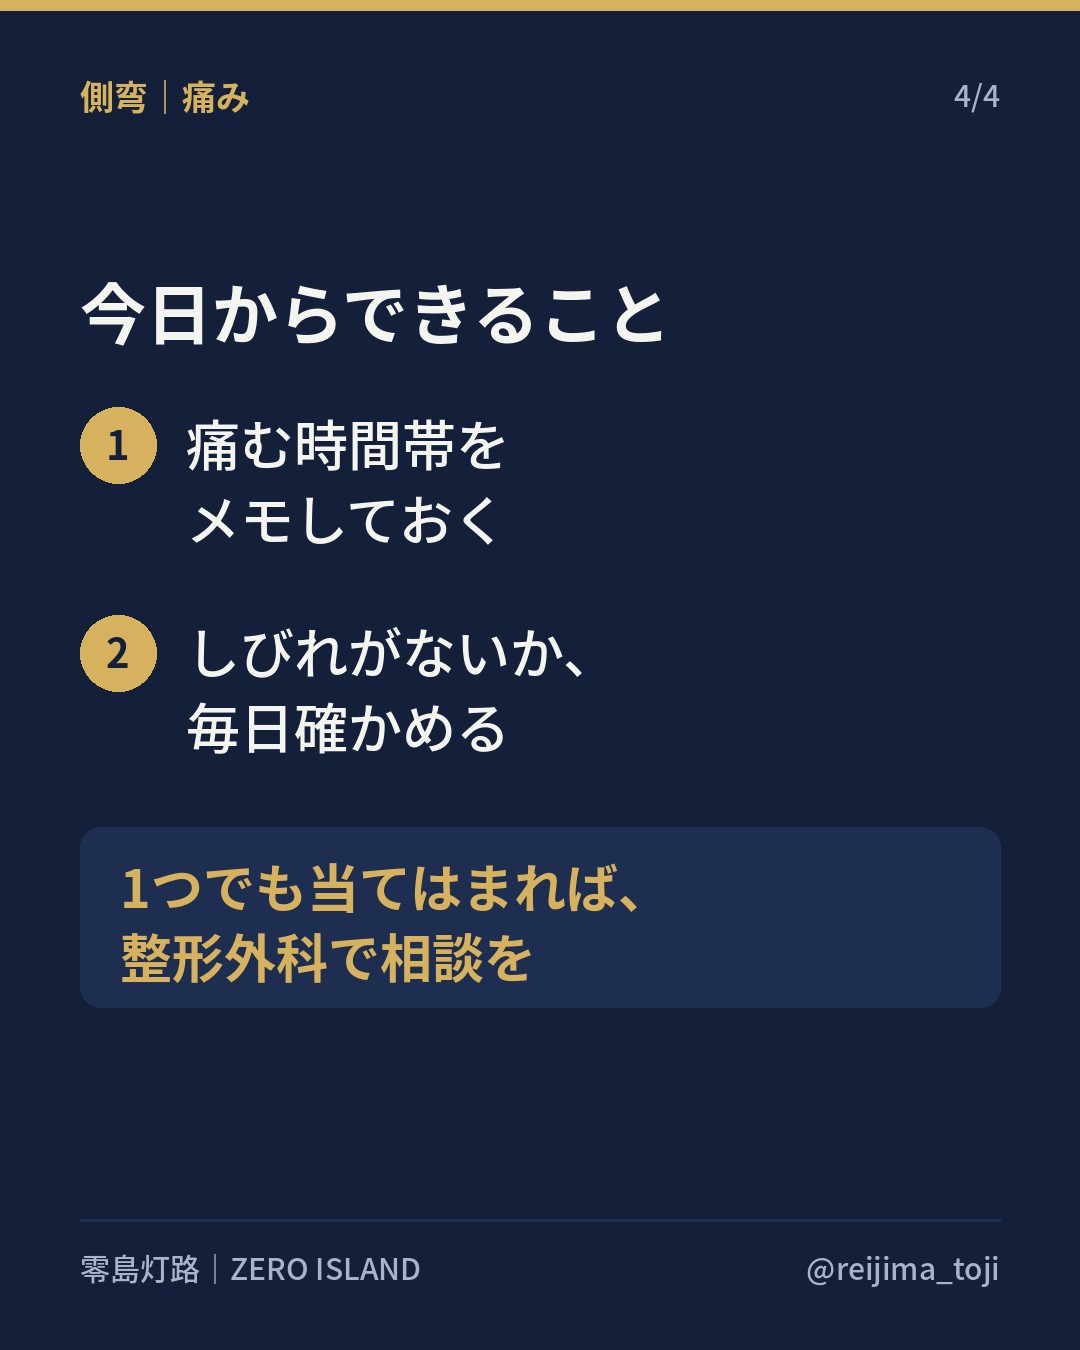 側弯｜痛み
4/4
今日からできること
1 痛む時間帯を
メモしておく
2 しびれがないか、
毎日確かめる
1つでも当てはまれば、
整形外科で相談を
零島灯路｜ZERO ISLAND
@reijima_toji